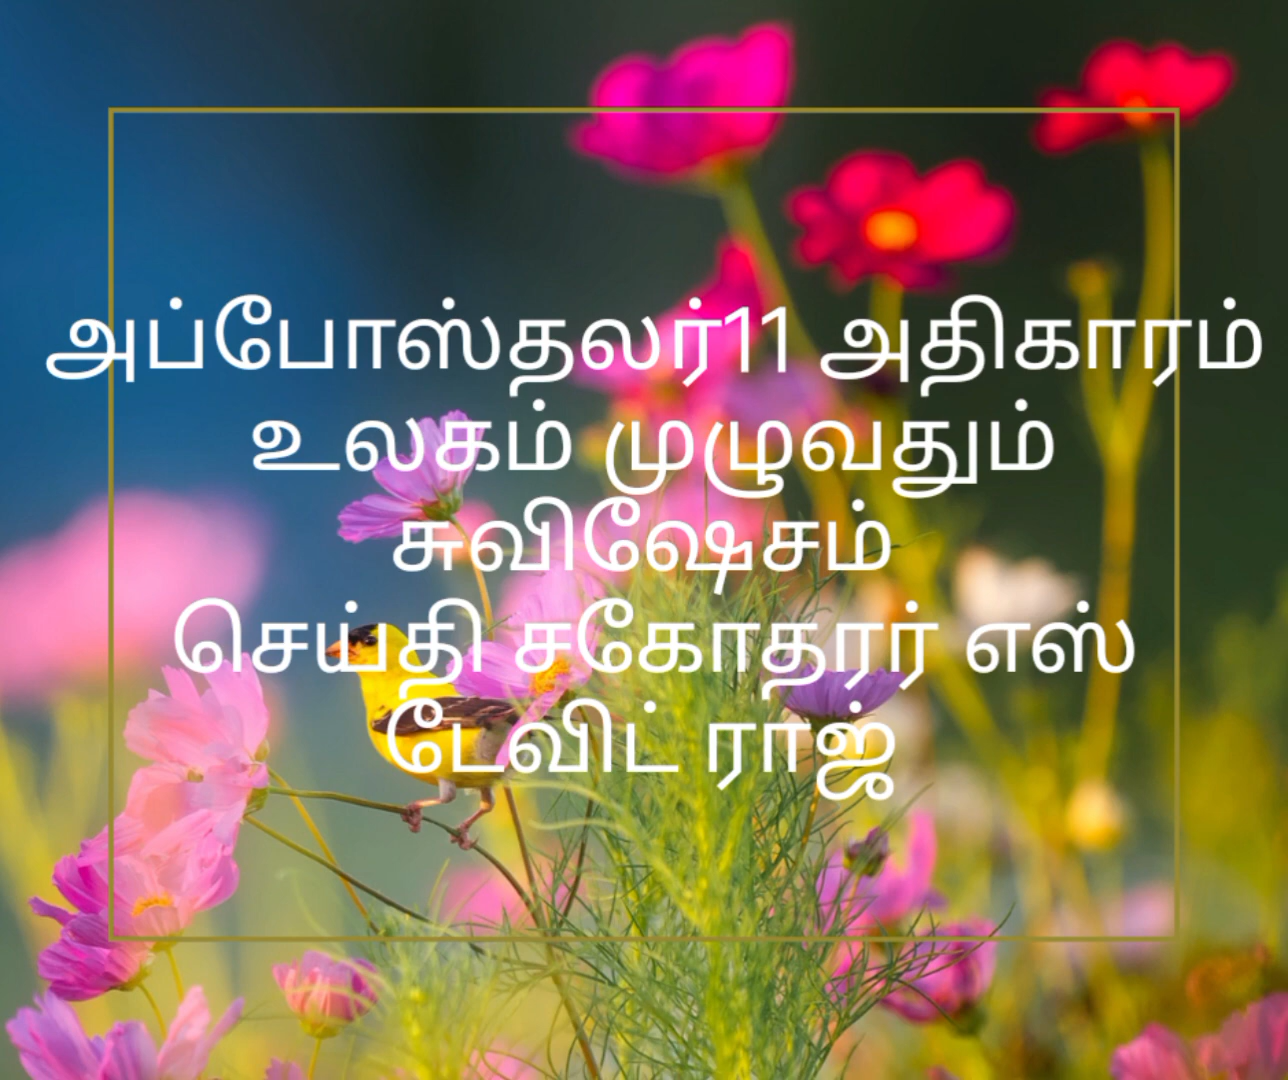 அப்போஸ்தலர்11 அதிகாரம்
உலகம் முழுவதும்
சுவிஷேசம்
செய்தி சகோதரர் எஸ்
டேவிட் ராஜ்